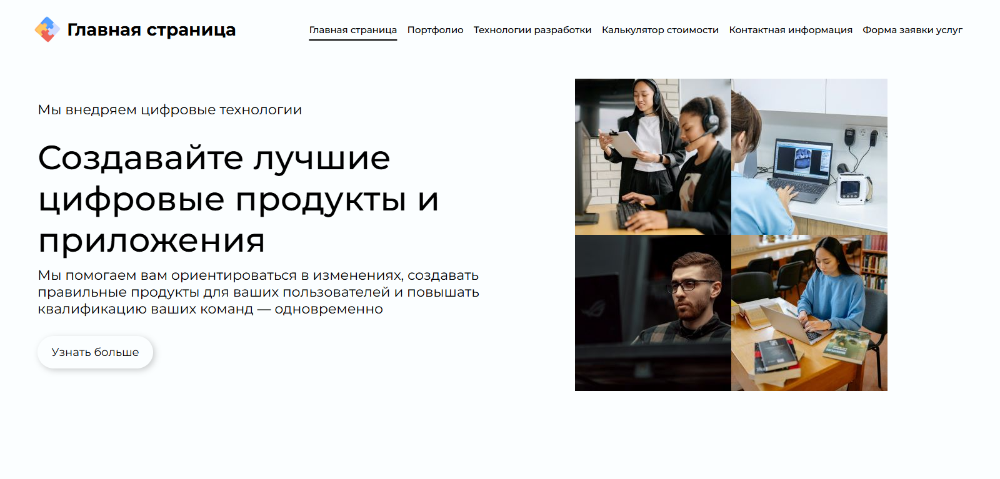 Главная страница
Главная страница Портфолио Технологии разработки Калькулятор стоимости Контактная информация Форма заявки услуг
Мы внедряем цифровые технологии
Создавайте лучшие
цифровые продукты и
приложения
Мы помогаем вам ориентироваться в изменениях, создавать
правильные продукты для ваших пользователей и повышать
квалификацию ваших команд — одновременно
Узнать больше